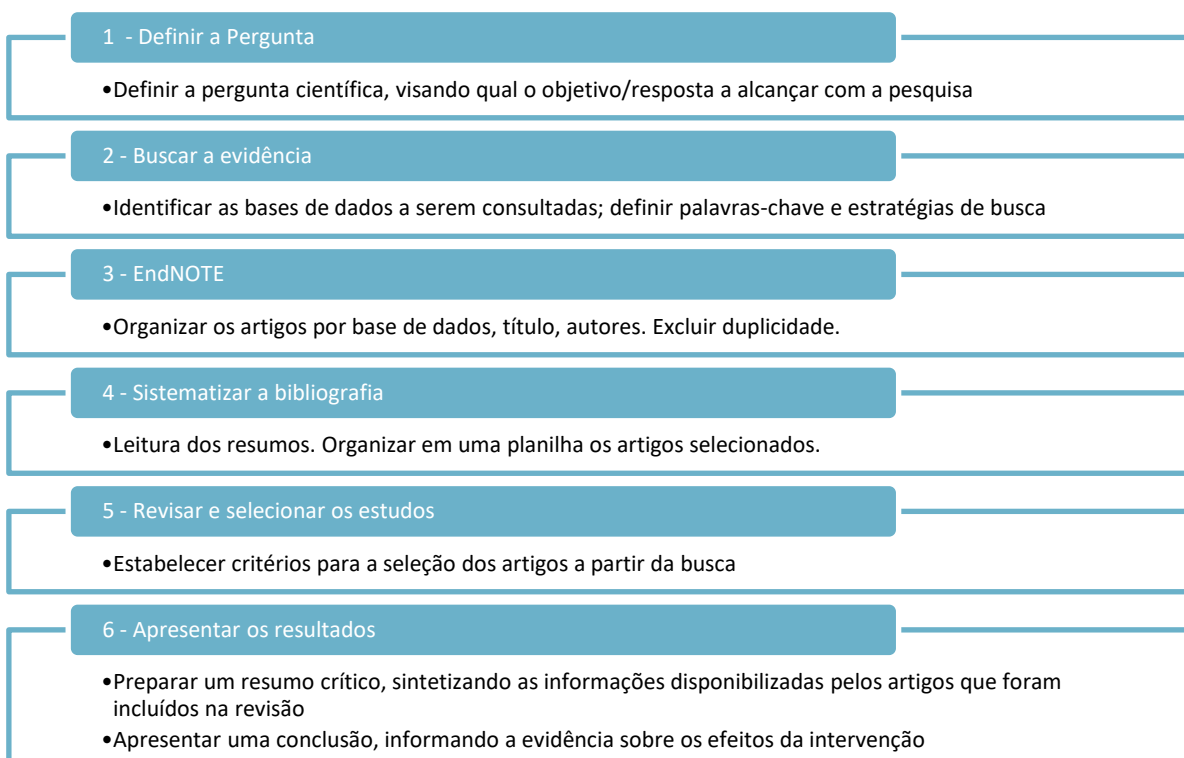 1 - Definir a Pergunta
•Definir a pergunta científica, visando qual o objetivo/resposta a alcançar com a pesquisa
2 - Buscar a evidência
•Identificar as bases de dados a serem consultadas; definir palavras-chave e estratégias de busca
3 - EndNOTE
•Organizar os artigos por base de dados, título, autores. Excluir duplicidade.
4 - Sistematizar a bibliografia
•Leitura dos resumos. Organizar em uma planilha os artigos selecionados.
5 - Revisar e selecionar os estudos
•Estabelecer critérios para a seleção dos artigos a partir da busca
6 - Apresentar os resultados
•Preparar um resumo crítico, sintetizando as informações disponibilizadas pelos artigos que foram
incluídos na revisão
•Apresentar uma conclusão, informando a evidência sobre os efeitos da intervenção